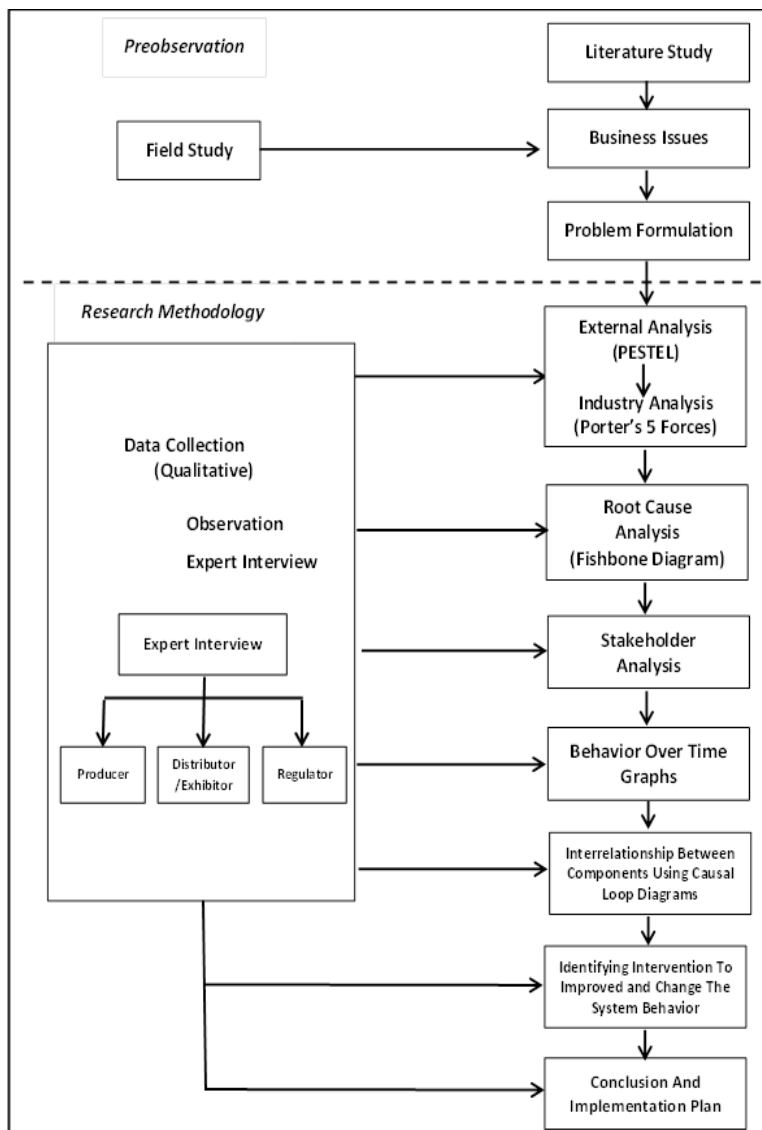 Preobservation
Literature Study
Field Study
Business Issues
Problem Formulation
Research Methodology
External Analysis
(PESTEL)
Industry Analysis
(Porter's 5 Forces)
Data Collection
(Qualitative)
Observation
Expert Interview
Root Cause
Analysis
(Fishbone Diagram)
Expert Interview
Producer
Distributor
/Exhibitor
Regulator
Stakeholder
Analysis
Behavior Over Time
Graphs
Interrelationship Between
Components Using Causal
Loop Diagrams
Identifying Intervention To
Improved and Change The
System Behavior
Conclusion And
Implementation Plan